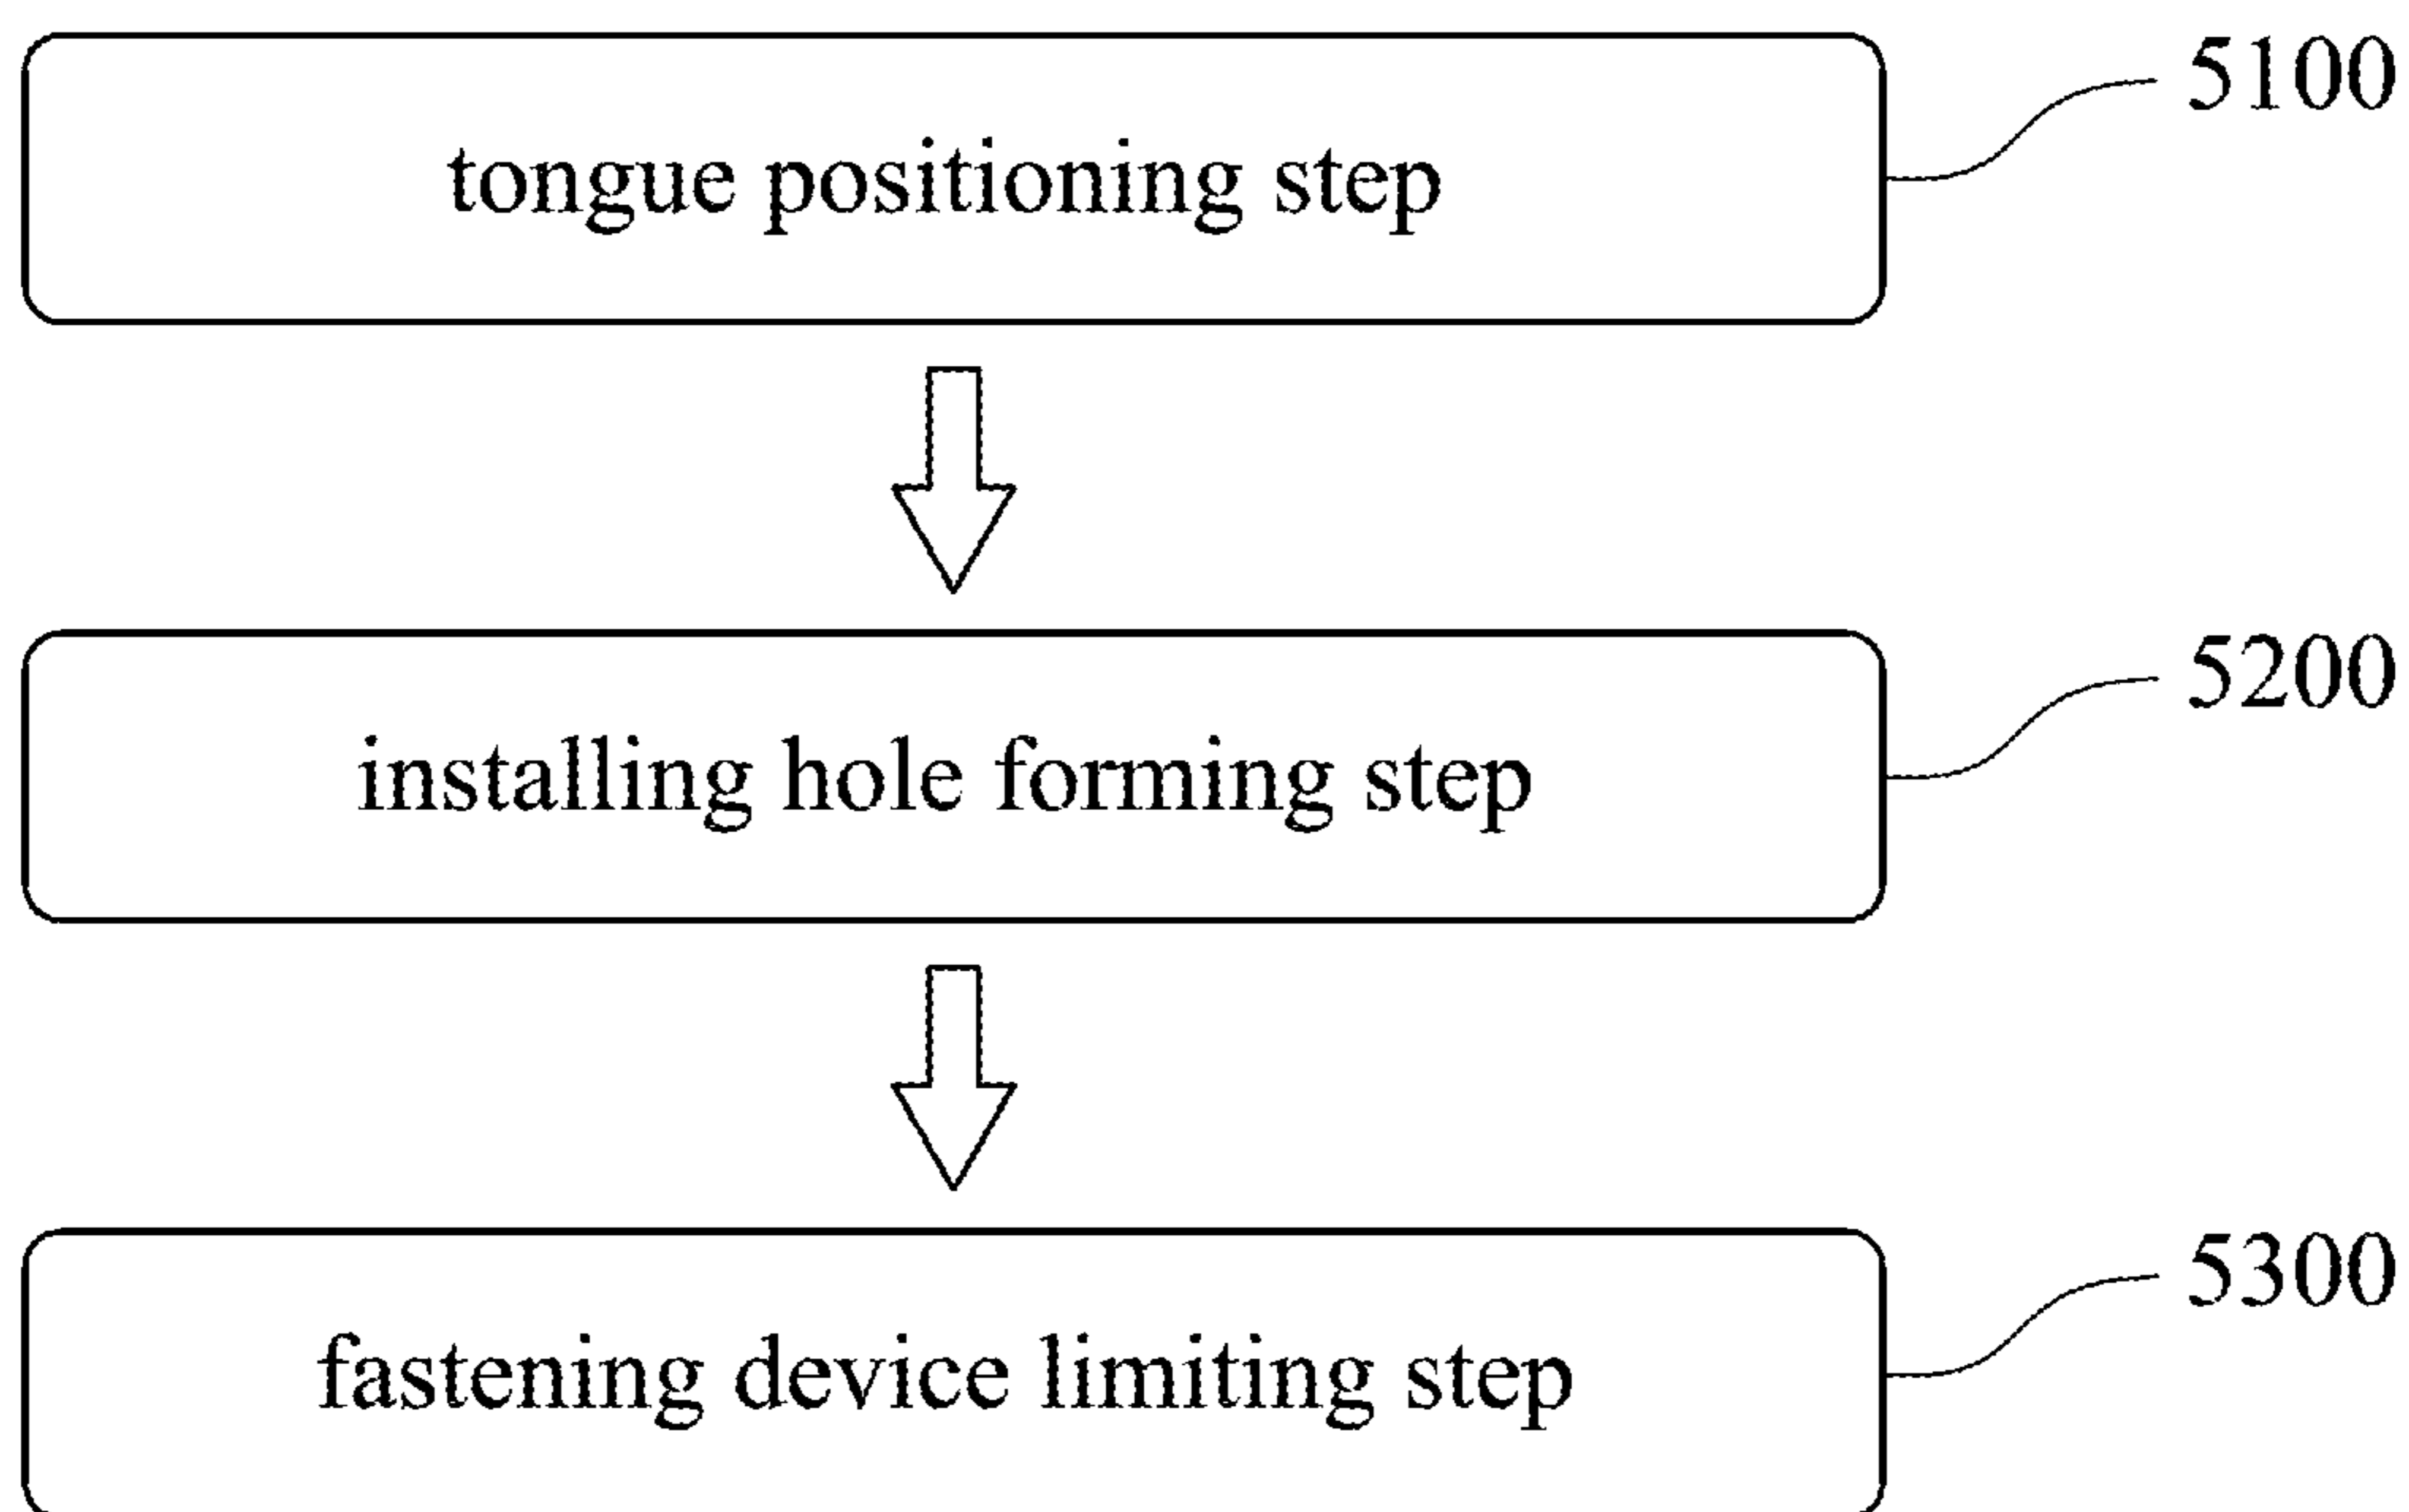 5100
tongue positioning step
5200
installing hole forming step
5300
fastening device limiting step